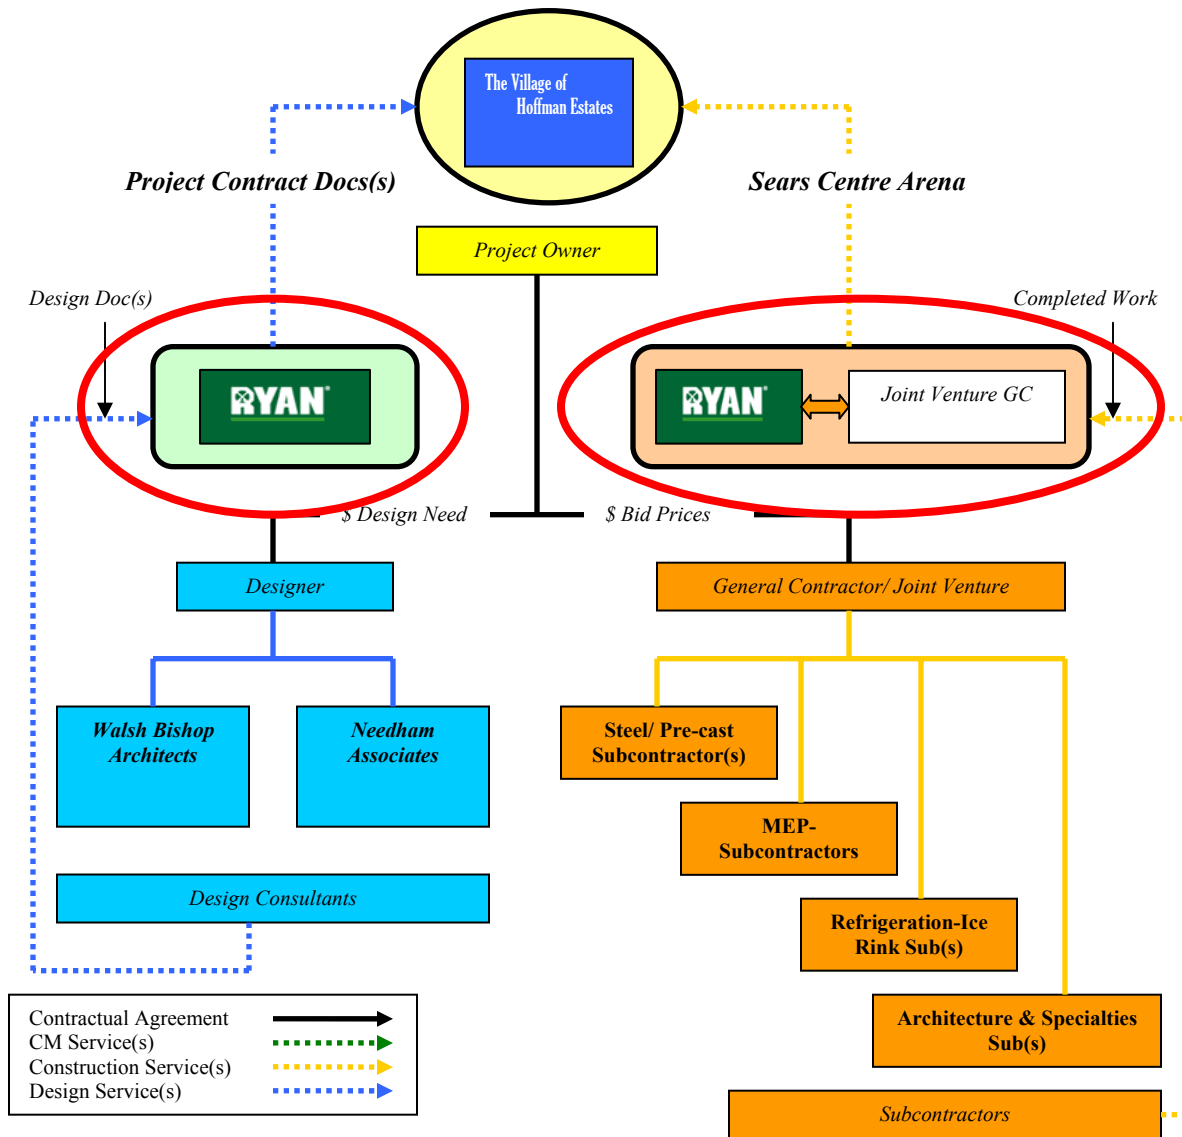 The Village of
Hoffman Estates
Project Contract Docs(s)
Sears Centre Arena
Project Owner
Design Doc(s)
Completed Work
RYAN
RYAN
Joint Venture GC
$ Design Need
$ Bid Prices
Designer
General Contractor/ Joint Venture
Walsh Bishop
Architects
Needham
Associates
Steel/ Pre-cast
Subcontractor(s)
MEP-
Subcontractors
Design Consultants
Refrigeration-Ice
Rink Sub(s)
Architecture & Specialties
Sub(s)
Contractual Agreement
CM Service(s)
Construction Service(s)
Design Service(s)
Subcontractors